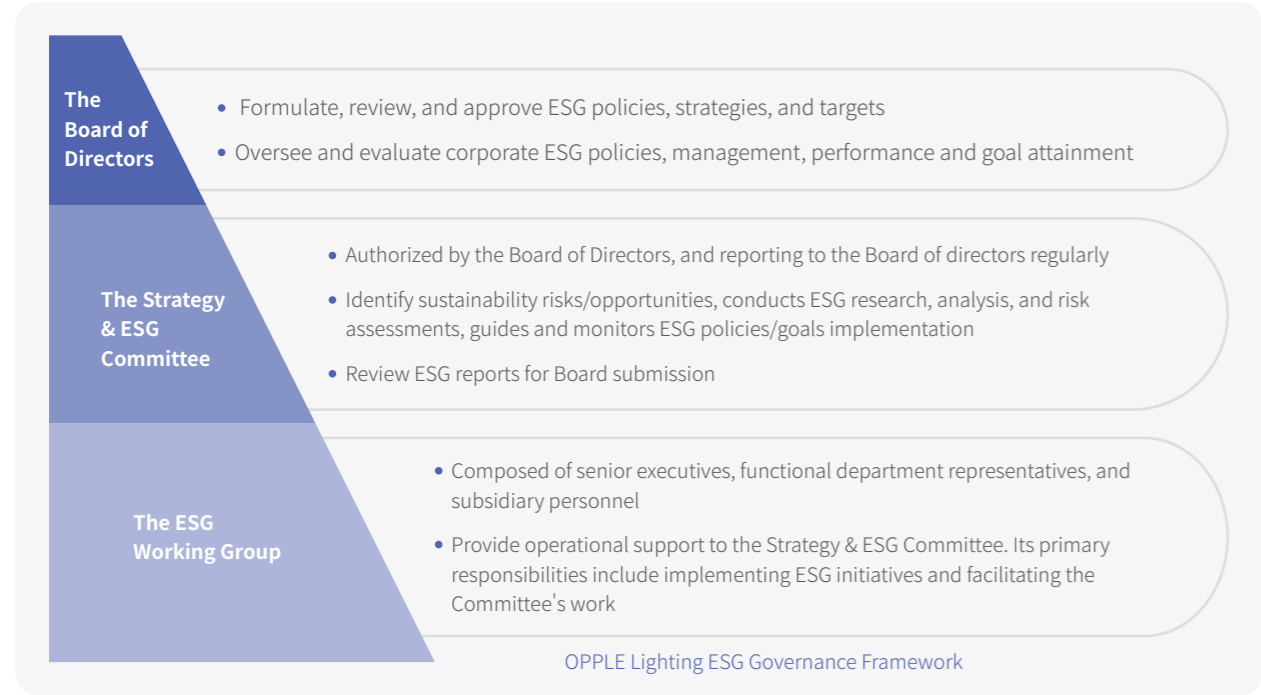 The
Board of
Directors
• Formulate, review, and approve ESG policies, strategies, and targets
• Oversee and evaluate corporate ESG policies, management, performance and goal attainment
The Strategy
& ESG
Committee
• Authorized by the Board of Directors, and reporting to the Board of directors regularly
• Identify sustainability risks/opportunities, conducts ESG research, analysis, and risk
assessments, guides and monitors ESG policies/goals implementation
• Review ESG reports for Board submission
The ESG
Working Group
• Composed of senior executives, functional department representatives, and
subsidiary personnel
• Provide operational support to the Strategy & ESG Committee. Its primary
responsibilities include implementing ESG initiatives and facilitating the
Committee's work
OPPLE Lighting ESG Governance Framework